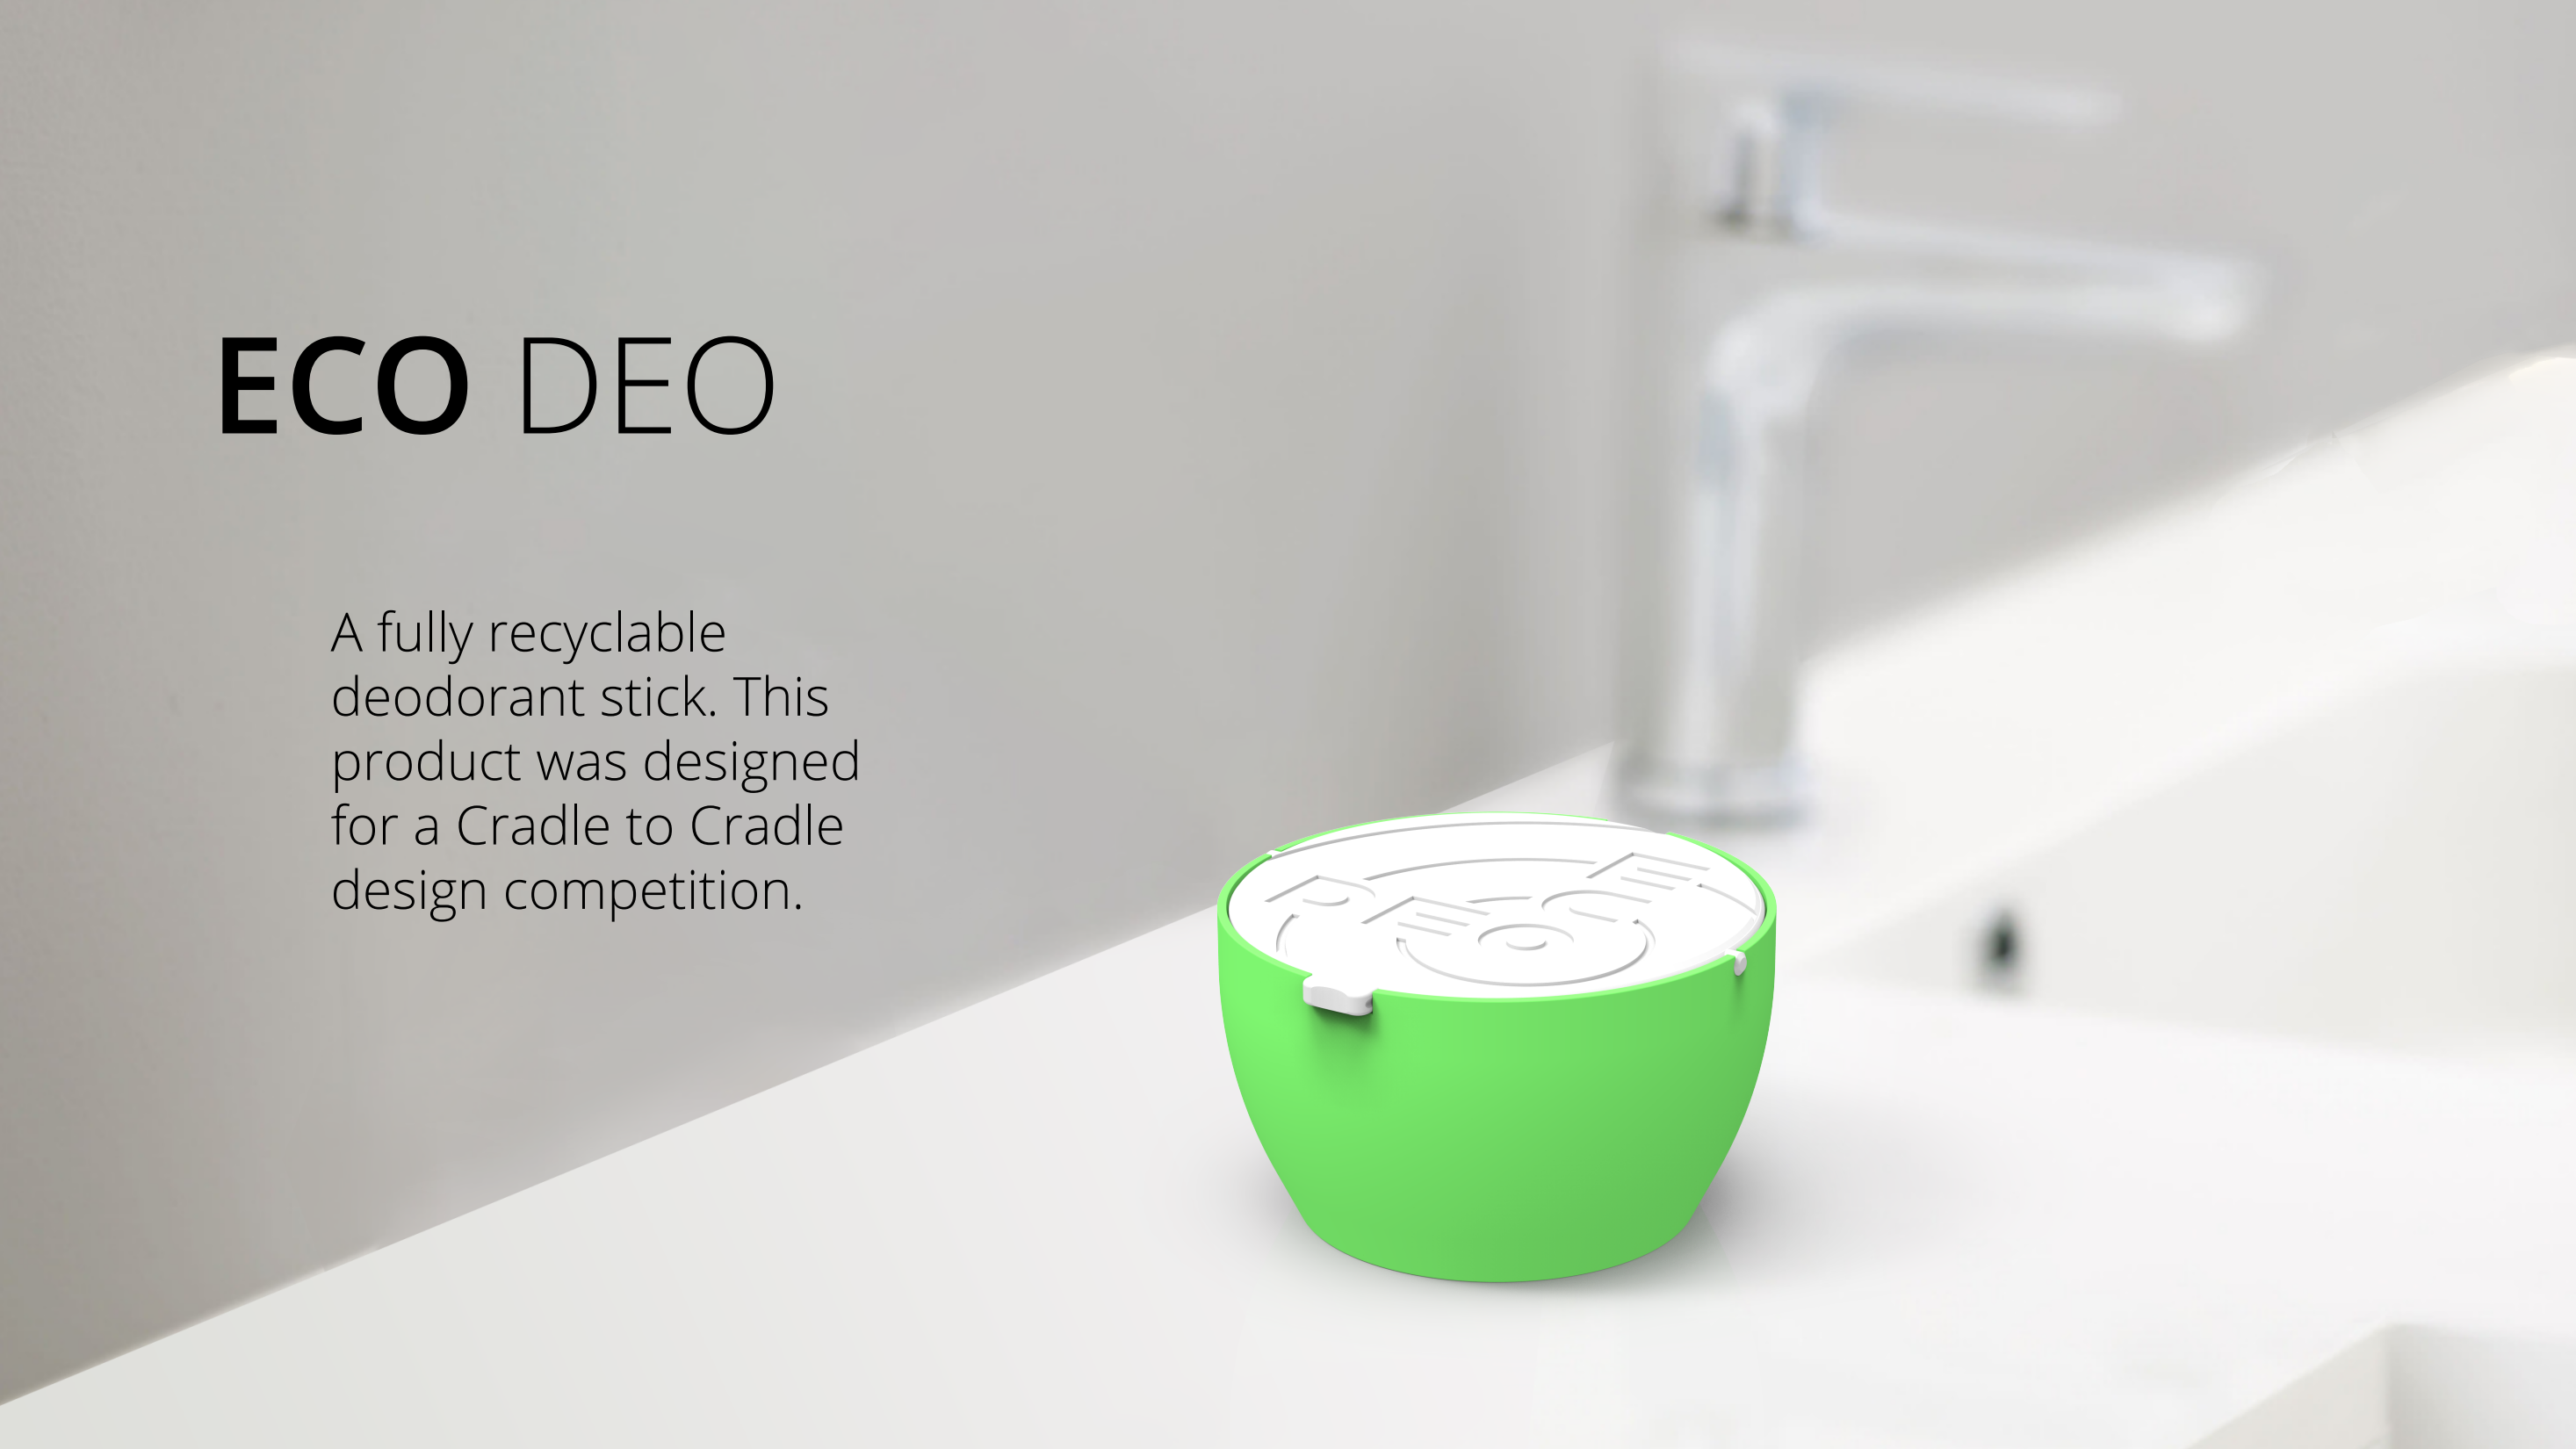 ECO DEO
A fully recyclable
deodorant stick. This
product was designed
for a Cradle to Cradle
design competition.